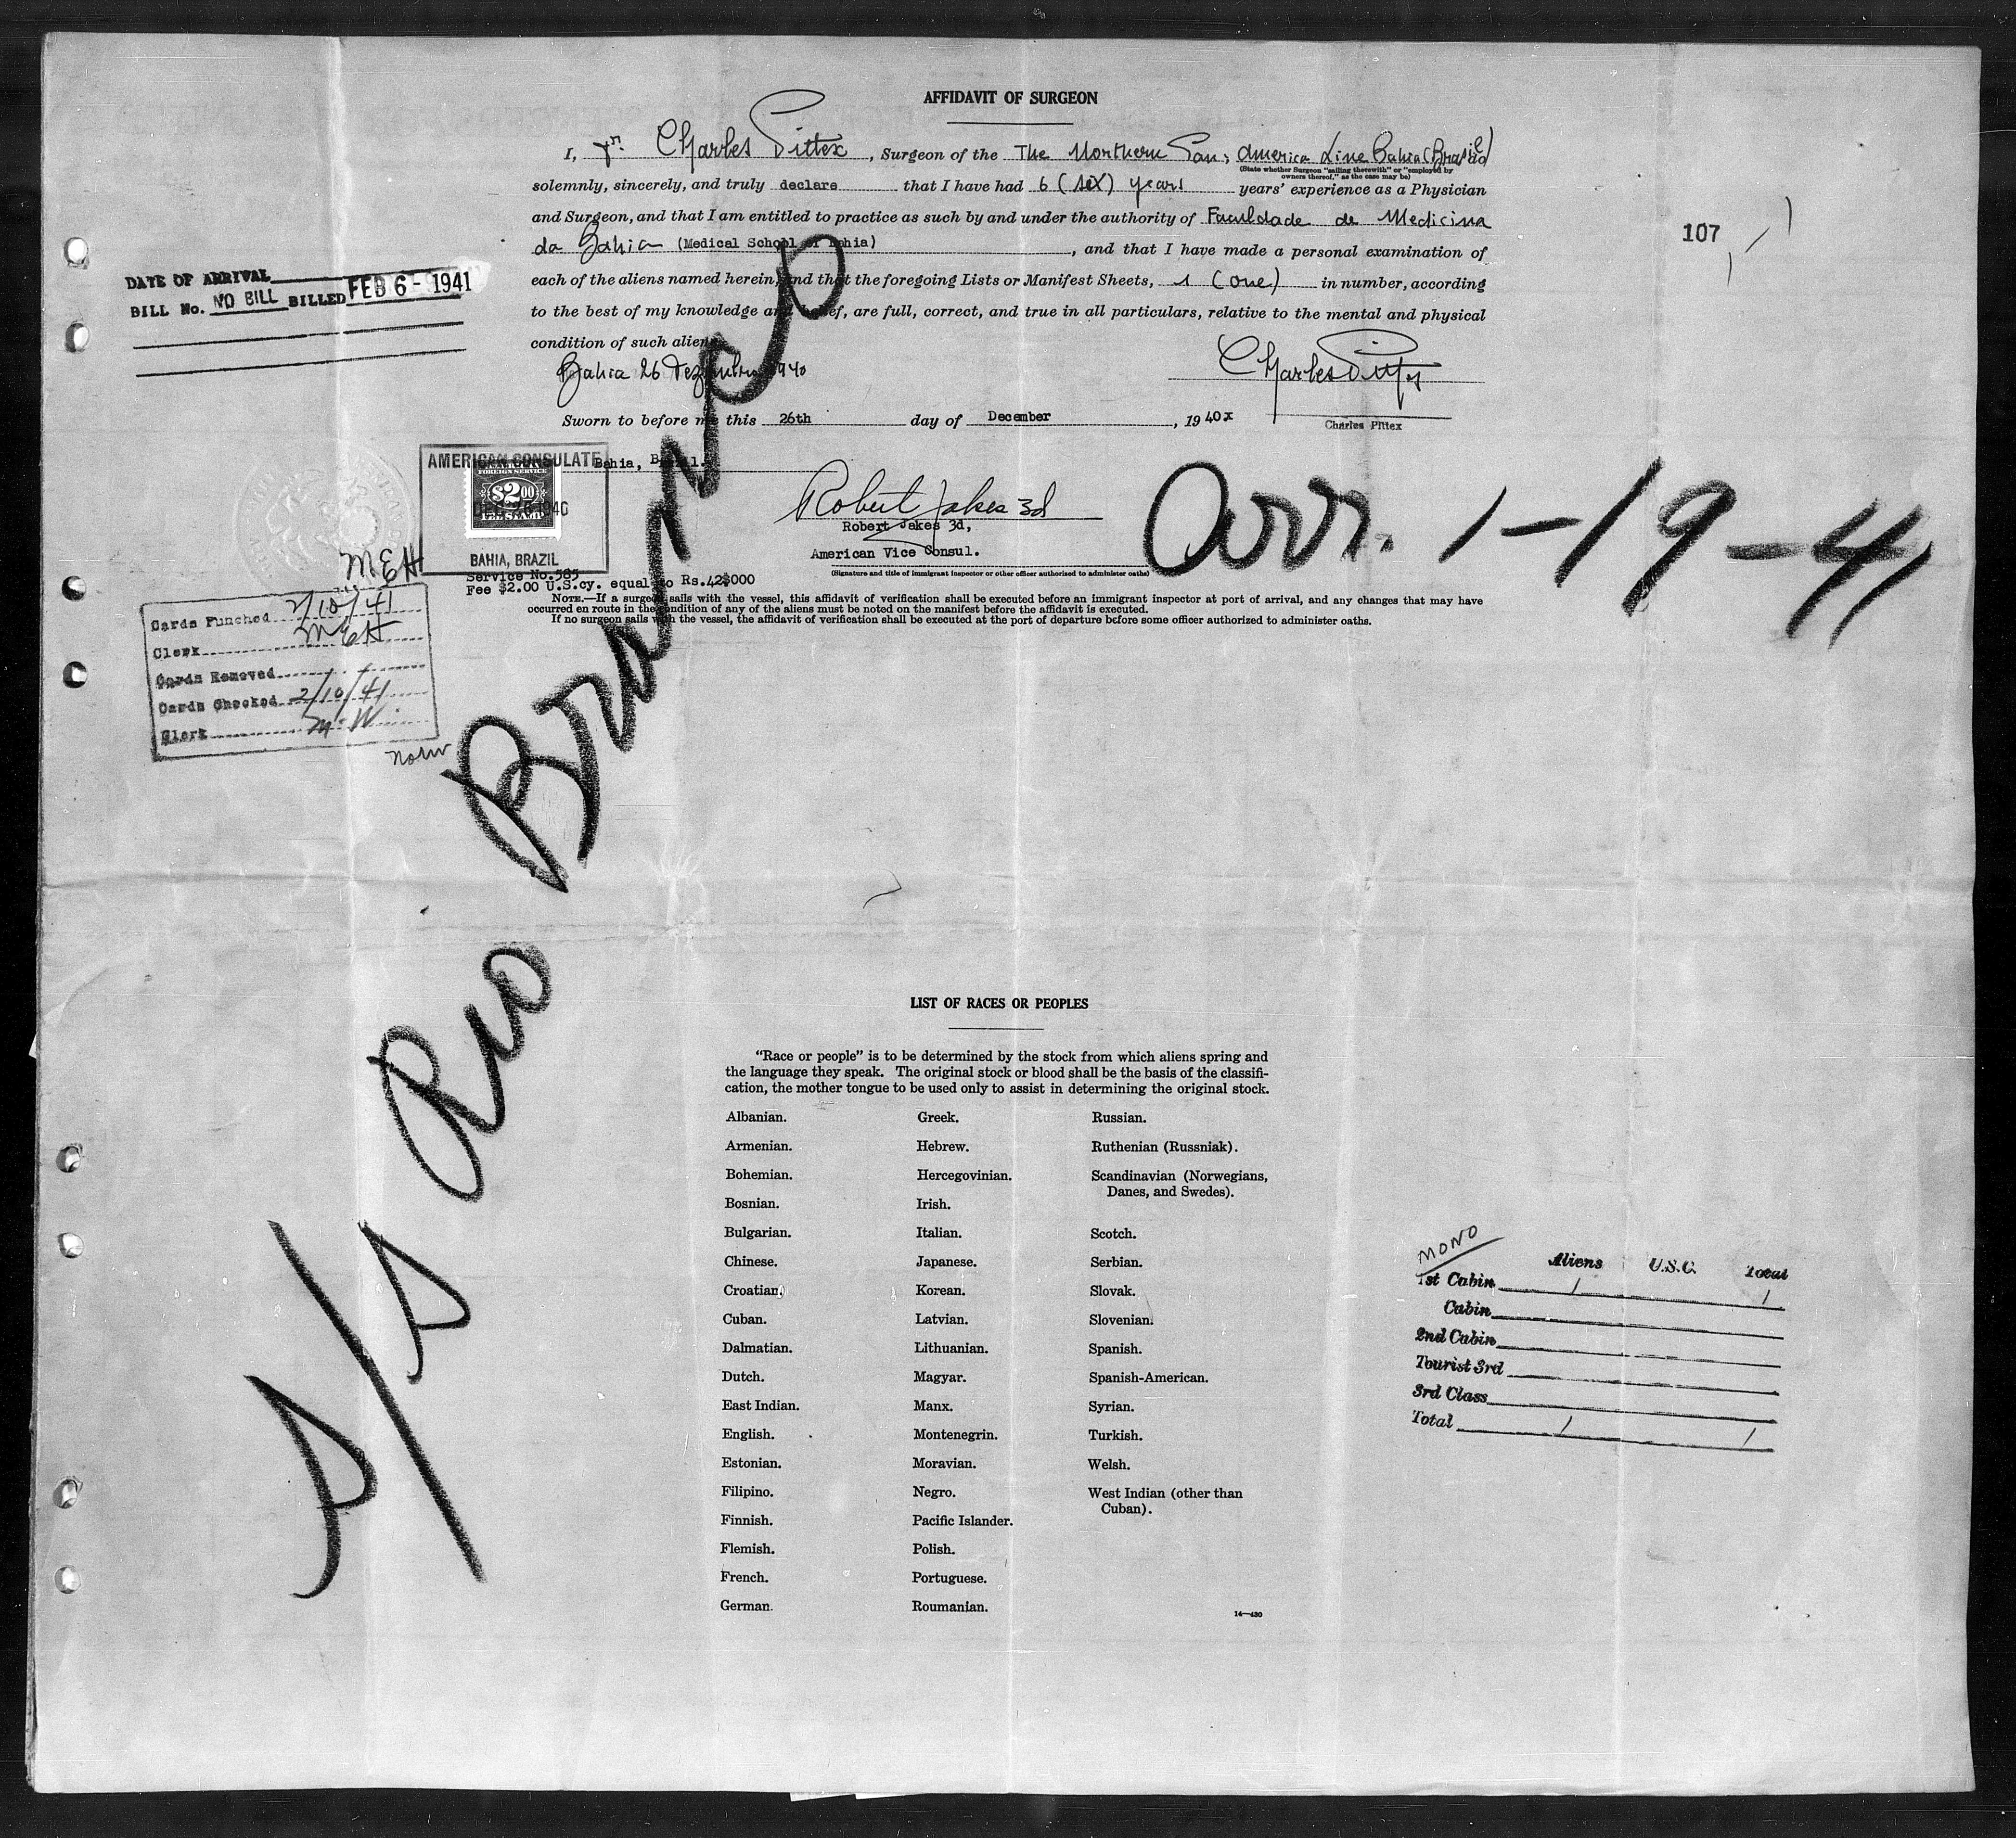 AFFIDAVIT OF SURGEON
I, Dr. Charles Pittex, Surgeon of the The Northern Pan-America Line Bahia (Brasil) do
(State whether Surgeon "sailing therewith" or "employed by owners thereof," as the case may be)
solemnly, sincerely, and truly declare that I have had 6 (six) years years' experience as a Physician
and Surgeon, and that I am entitled to practice as such by and under the authority of Faculdade de Medicina
da Bahia (Medical School of Bahia), and that I have made a personal examination of
each of the aliens named herein, and that the foregoing Lists or Manifest Sheets, 1 (one) in number, according
to the best of my knowledge and belief, are full, correct, and true in all particulars, relative to the mental and physical
condition of such aliens.
Bahia 26 Dezembro 1940
Charles Pittex
Sworn to before me this 26th day of December, 1940x
Charles Pittex
107
DATE OF ARRIVAL
BILL No. NO BILL BILLED FEB 6 - 1941
AMERICAN CONSULATE
Bahia, Brazil.
FOREIGN SERVICE
$2.00
FEE STAMP
DEC 26 1940
BAHIA, BRAZIL
Service No. 585
Fee $2.00 U.S.cy. equal to Rs.42$000
Robert Jakes 3d
Robert Jakes 3d,
American Vice Consul.
(Signature and title of immigrant inspector or other officer authorized to administer oaths)
Arr. 1-19-41
NOTE.—If a surgeon sails with the vessel, this affidavit of verification shall be executed before an immigrant inspector at port of arrival, and any changes that may have
occurred en route in the condition of any of the aliens must be noted on the manifest before the affidavit is executed.
If no surgeon sails with the vessel, the affidavit of verification shall be executed at the port of departure before some officer authorized to administer oaths.
MEH
Cards Punched 2/10/41
Clerk MEH
Cards Removed
Cards Checked 2/10/41
Clerk M.W.
Norw
S/S Rio Branco
LIST OF RACES OR PEOPLES
"Race or people" is to be determined by the stock from which aliens spring and
the language they speak. The original stock or blood shall be the basis of the classifi-
cation, the mother tongue to be used only to assist in determining the original stock.
Albanian.
Armenian.
Bohemian.
Bosnian.
Bulgarian.
Chinese.
Croatian.
Cuban.
Dalmatian.
Dutch.
East Indian.
English.
Estonian.
Filipino.
Finnish.
Flemish.
French.
German.
Greek.
Hebrew.
Hercegovinian.
Irish.
Italian.
Japanese.
Korean.
Latvian.
Lithuanian.
Magyar.
Manx.
Montenegrin.
Moravian.
Negro.
Pacific Islander.
Polish.
Portuguese.
Roumanian.
Russian.
Ruthenian (Russniak).
Scandinavian (Norwegians,
Danes, and Swedes).
Scotch.
Serbian.
Slovak.
Slovenian.
Spanish.
Spanish-American.
Syrian.
Turkish.
Welsh.
West Indian (other than
Cuban).
14—430
MONO
Aliens U.S.C. Total
1st Cabin 1 1
Cabin
2nd Cabin
Tourist 3rd
3rd Class
Total 1 1